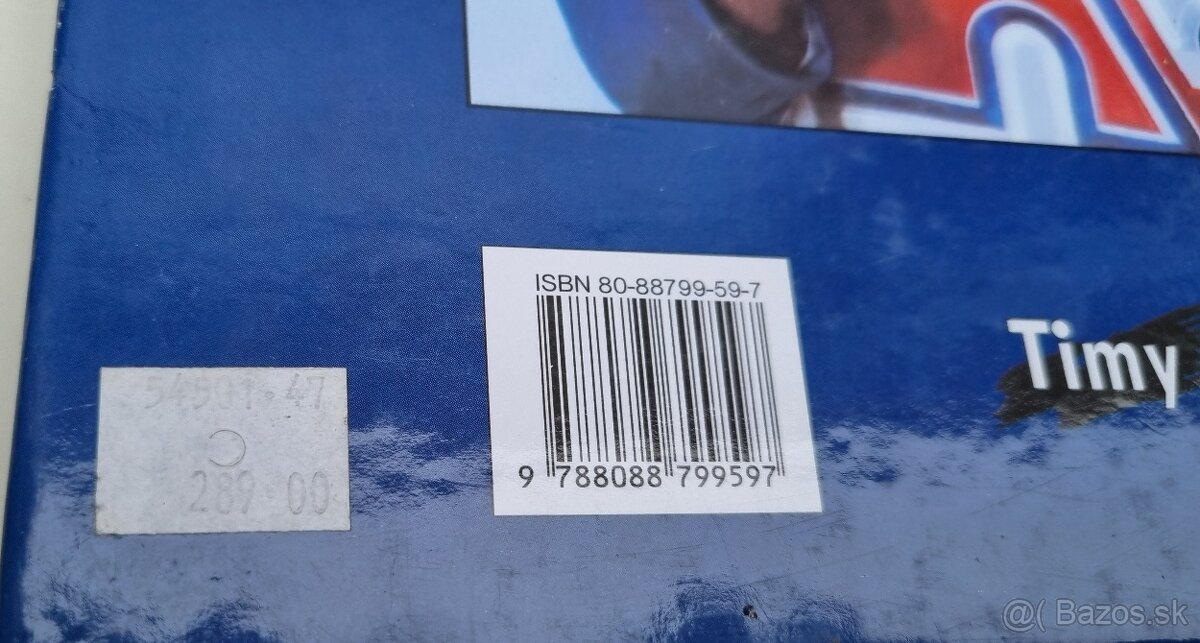 ISBN 80-88799-59-7
9 788088 799597
Timy
54501.47
289.00
@( Bazos.sk